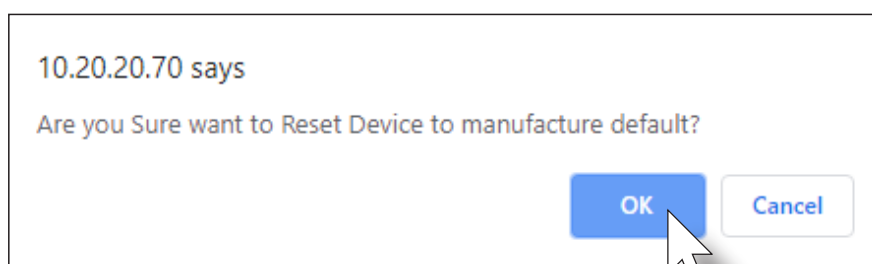 10.20.20.70 says
Are you Sure want to Reset Device to manufacture default?
OK Cancel